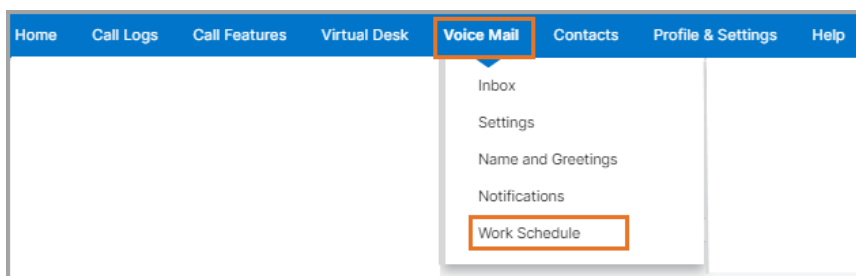 Home Call Logs Call Features Virtual Desk Voice Mail Contacts Profile & Settings Help
Inbox
Settings
Name and Greetings
Notifications
Work Schedule